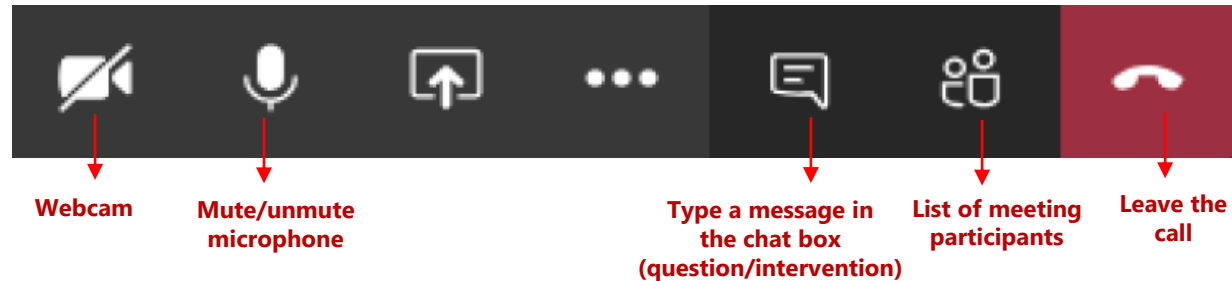 Webcam
Mute/unmute
microphone
Type a message in
the chat box
(question/intervention)
List of meeting
participants
Leave the
call